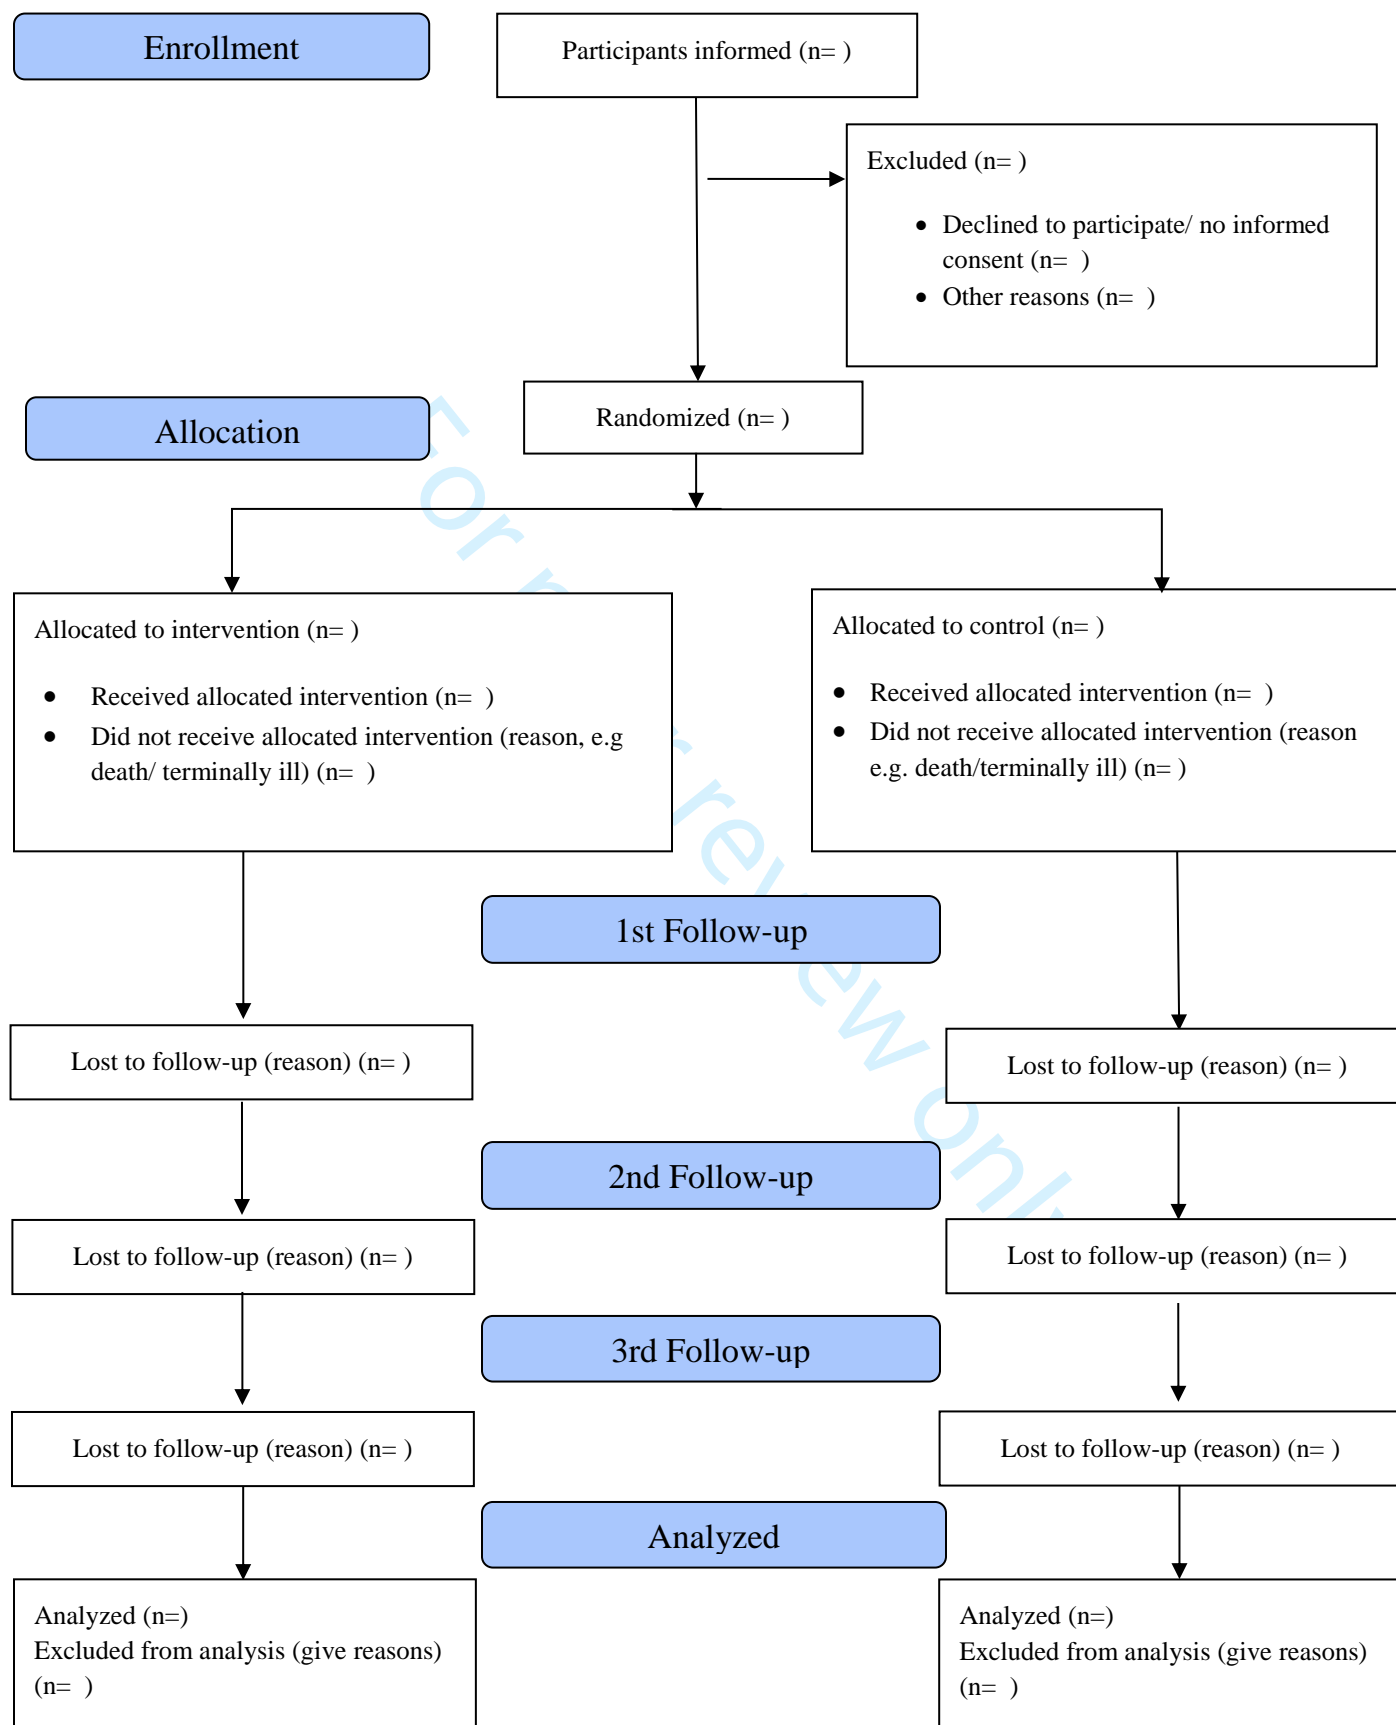 Enrollment
Participants informed (n= )
Excluded (n= )
• Declined to participate/ no informed
consent (n=  )
• Other reasons (n=  )
Randomized (n= )
Allocation
Allocated to intervention (n= )
• Received allocated intervention (n=  )
• Did not receive allocated intervention (reason, e.g
death/ terminally ill) (n=  )
Allocated to control (n= )
• Received allocated intervention (n=  )
• Did not receive allocated intervention (reason
e.g. death/terminally ill) (n= )
1st Follow-up
Lost to follow-up (reason) (n= )
Lost to follow-up (reason) (n= )
2nd Follow-up
Lost to follow-up (reason) (n= )
Lost to follow-up (reason) (n= )
3rd Follow-up
Lost to follow-up (reason) (n= )
Lost to follow-up (reason) (n= )
Analyzed
Analyzed (n=)
Excluded from analysis (give reasons)
(n=  )
Analyzed (n=)
Excluded from analysis (give reasons)
(n=  )
For review only